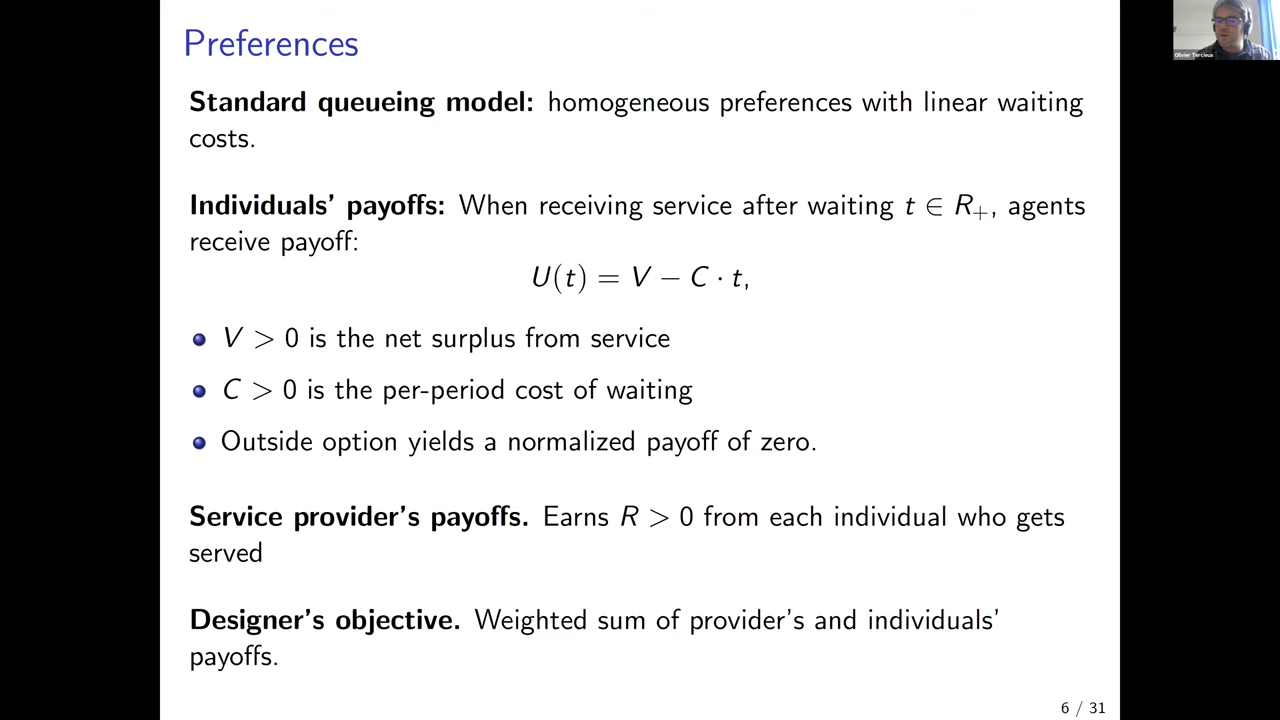 Preferences
Olivier Tercieux
Standard queueing model: homogeneous preferences with linear waiting
costs.
Individuals' payoffs: When receiving service after waiting t ∈ R₊, agents
receive payoff:
U(t) = V − C · t,
V > 0 is the net surplus from service
C > 0 is the per-period cost of waiting
Outside option yields a normalized payoff of zero.
Service provider's payoffs. Earns R > 0 from each individual who gets
served
Designer's objective. Weighted sum of provider's and individuals'
payoffs.
6 / 31